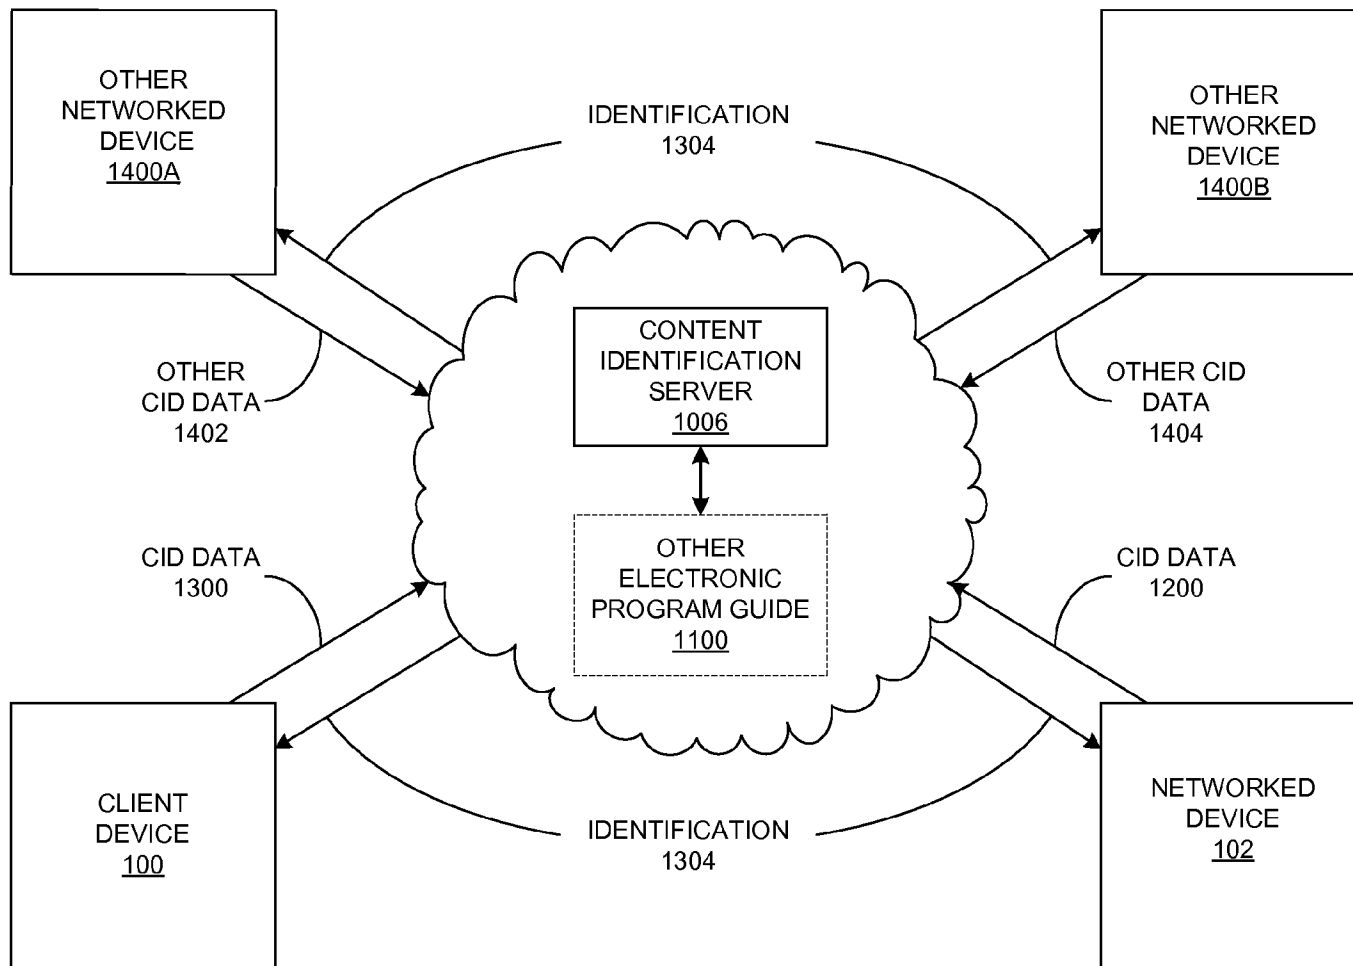 OTHER
NETWORKED
DEVICE
1400A
IDENTIFICATION
1304
OTHER
NETWORKED
DEVICE
1400B
CONTENT
IDENTIFICATION
SERVER
1006
OTHER
CID DATA
1402
OTHER CID
DATA
1404
CID DATA
1300
OTHER
ELECTRONIC
PROGRAM GUIDE
1100
CID DATA
1200
CLIENT
DEVICE
100
IDENTIFICATION
1304
NETWORKED
DEVICE
102